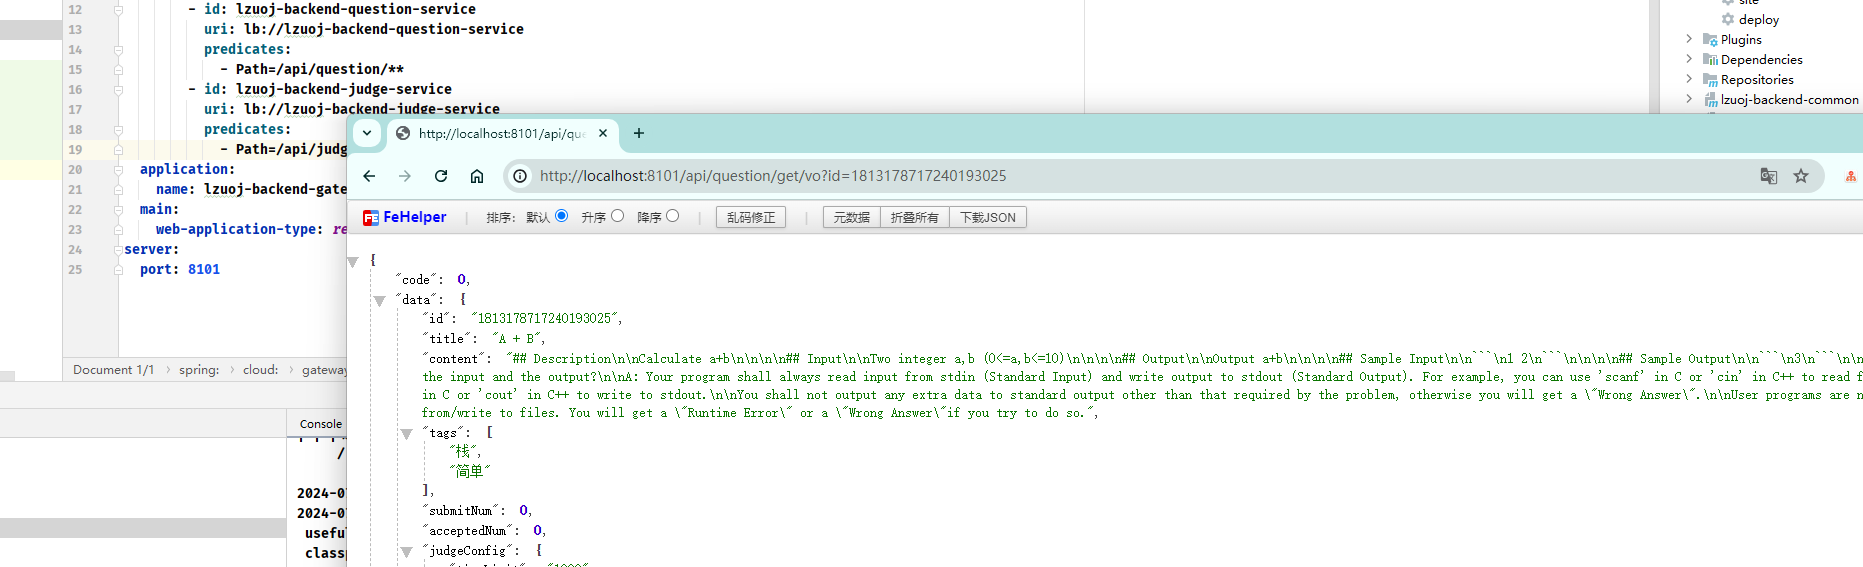 12 - id: lzuoj-backend-question-service
13 uri: lb://lzuoj-backend-question-service
14 predicates:
15 - Path=/api/question/**
16 - id: lzuoj-backend-judge-service
17 uri: lb://lzuoj-backend-judge-service
18 predicates:
19 - Path=/api/judg
20 application:
21 name: lzuoj-backend-gate
22 main:
23 web-application-type: re
24 server:
25 port: 8101
Document 1/1 › spring: › cloud: › gateway
Console
/
2024-07
2024-07
useful
classp
site
deploy
Plugins
Dependencies
Repositories
lzuoj-backend-common
http://localhost:8101/api/que
http://localhost:8101/api/question/get/vo?id=1813178717240193025
FeHelper | 排序: 默认 升序 降序 | 乱码修正 | 元数据 折叠所有 下载JSON
{
"code": 0,
"data": {
"id": "1813178717240193025",
"title": "A + B",
"content": "## Description\n\nCalculate a+b\n\n\n\n## Input\n\nTwo integer a,b (0<=a,b<=10)\n\n\n\n## Output\n\nOutput a+b\n\n\n\n## Sample Input\n\n```\n1 2\n```\n\n\n\n## Sample Output\n\n```\n3\n```\n\n
the input and the output?\n\nA: Your program shall always read input from stdin (Standard Input) and write output to stdout (Standard Output). For example, you can use 'scanf' in C or 'cin' in C++ to read f
in C or 'cout' in C++ to write to stdout.\n\nYou shall not output any extra data to standard output other than that required by the problem, otherwise you will get a \"Wrong Answer\".\n\nUser programs are n
from/write to files. You will get a \"Runtime Error\" or a \"Wrong Answer\"if you try to do so.",
"tags": [
"栈",
"简单"
],
"submitNum": 0,
"acceptedNum": 0,
"judgeConfig": {